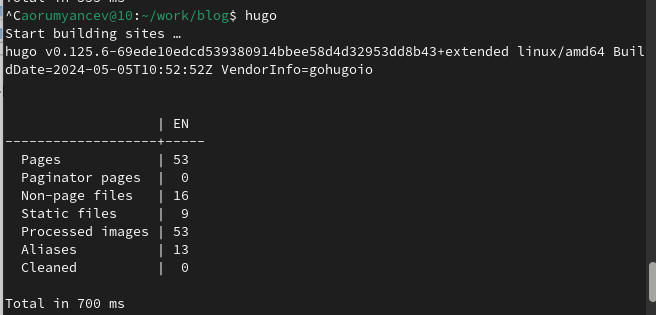 ^Caorumyancev@10:~/work/blog$ hugo
Start building sites …
hugo v0.125.6-69ede10edcd539380914bbee58d4d32953dd8b43+extended linux/amd64 Buil
dDate=2024-05-05T10:52:52Z VendorInfo=gohugoio
                   | EN
-------------------+-----
  Pages            | 53
  Paginator pages  |  0
  Non-page files   | 16
  Static files     |  9
  Processed images | 53
  Aliases          | 13
  Cleaned          |  0
Total in 700 ms